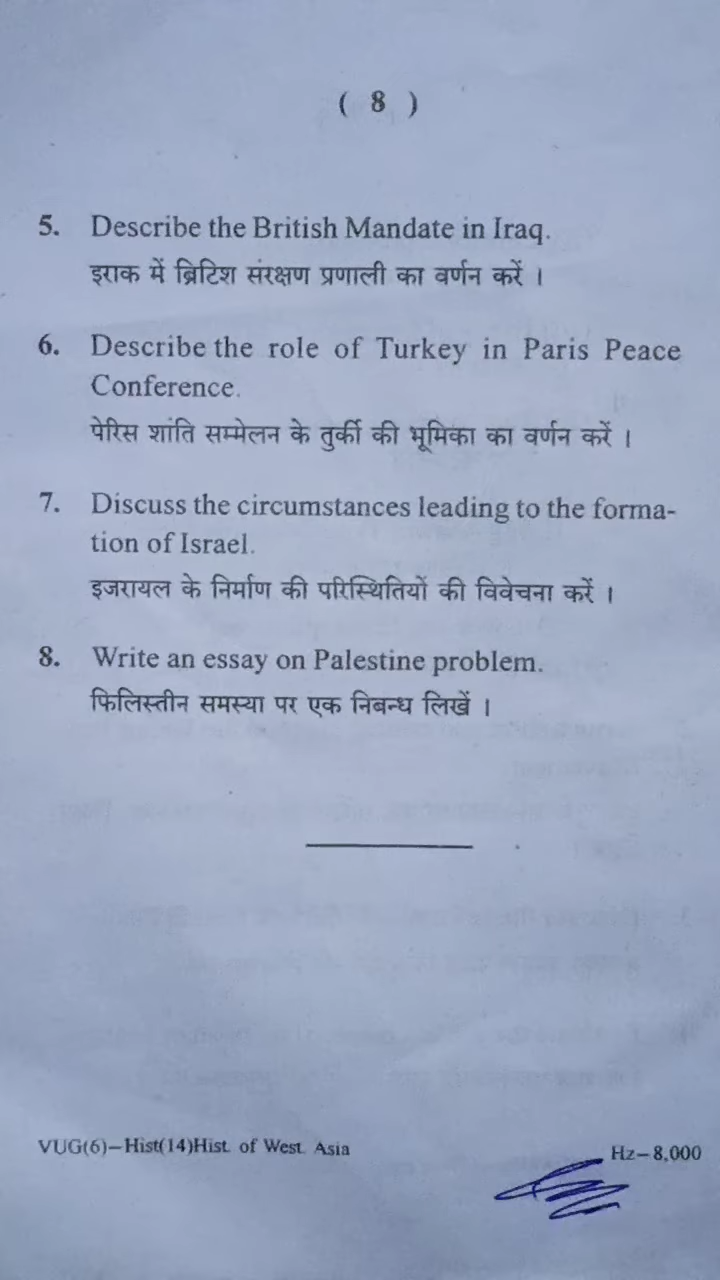 ( 8 )
5. Describe the British Mandate in Iraq.
इराक में ब्रिटिश संरक्षण प्रणाली का वर्णन करें ।
6. Describe the role of Turkey in Paris Peace
Conference.
पेरिस शांति सम्मेलन के तुर्की की भूमिका का वर्णन करें ।
7. Discuss the circumstances leading to the forma-
tion of Israel.
इजरायल के निर्माण की परिस्थितियों की विवेचना करें ।
8. Write an essay on Palestine problem.
फिलिस्तीन समस्या पर एक निबन्ध लिखें ।
VUG(6)–Hist(14)Hist. of West. Asia Hz–8,000